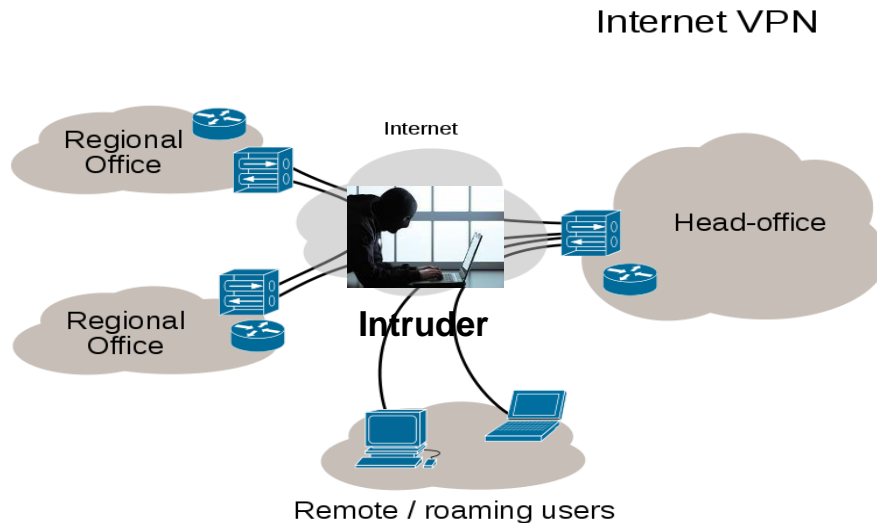 Internet VPN
Internet
Regional
Office
Head-office
Intruder
Regional
Office
Remote / roaming users